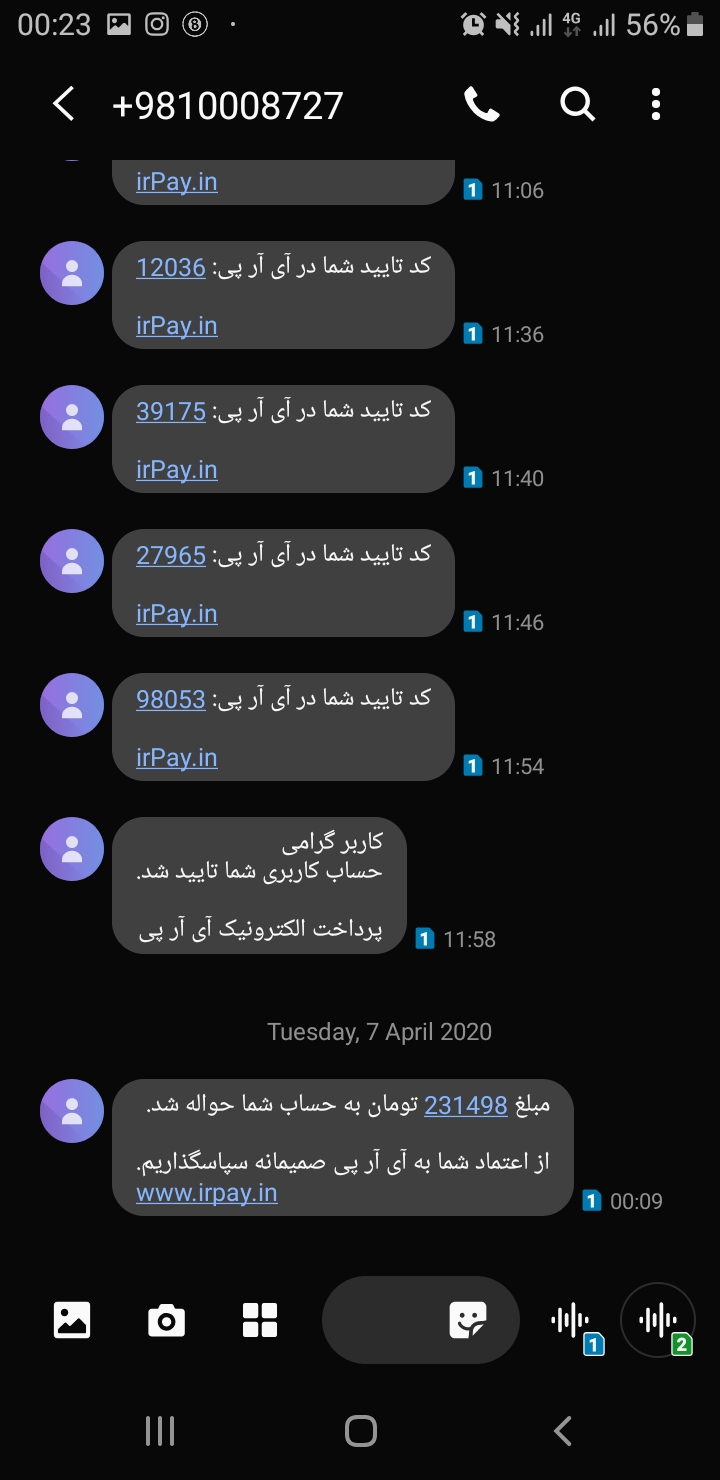 00:23
4G 56%
+9810008727
irPay.in
1 11:06
کد تایید شما در آی آر پی: 12036
irPay.in
1 11:36
کد تایید شما در آی آر پی: 39175
irPay.in
1 11:40
کد تایید شما در آی آر پی: 27965
irPay.in
1 11:46
کد تایید شما در آی آر پی: 98053
irPay.in
1 11:54
کاربر گرامی
حساب کاربری شما تایید شد.
پرداخت الکترونیک آی آر پی
1 11:58
Tuesday, 7 April 2020
مبلغ 231498 تومان به حساب شما حواله شد.
از اعتماد شما به آی آر پی صمیمانه سپاسگذاریم.
www.irpay.in
1 00:09
1
2